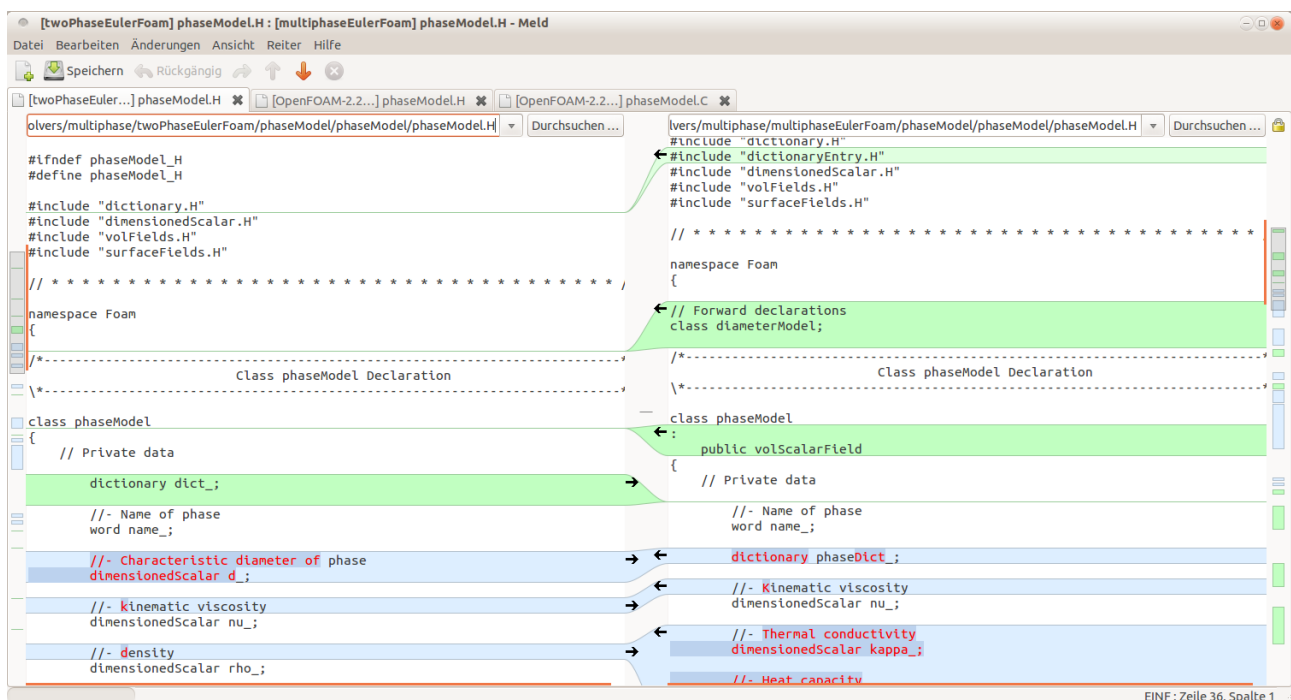 [twoPhaseEulerFoam] phaseModel.H : [multiphaseEulerFoam] phaseModel.H - Meld
Datei Bearbeiten Änderungen Ansicht Reiter Hilfe
Speichern Rückgängig
[twoPhaseEuler...] phaseModel.H [OpenFOAM-2.2...] phaseModel.H [OpenFOAM-2.2...] phaseModel.C
olvers/multiphase/twoPhaseEulerFoam/phaseModel/phaseModel/phaseModel.H Durchsuchen ...
#ifndef phaseModel_H
#define phaseModel_H
#include "dictionary.H"
#include "dimensionedScalar.H"
#include "volFields.H"
#include "surfaceFields.H"
// * * * * * * * * * * * * * * * * * * * * * * * * * * * * * * * * * * * * * /
namespace Foam
{
/*---------------------------------------------------------------------------*
Class phaseModel Declaration
\*---------------------------------------------------------------------------*
class phaseModel
{
// Private data
dictionary dict_;
//- Name of phase
word name_;
//- Characteristic diameter of phase
dimensionedScalar d_;
//- kinematic viscosity
dimensionedScalar nu_;
//- density
dimensionedScalar rho_;
lvers/multiphase/multiphaseEulerFoam/phaseModel/phaseModel/phaseModel.H Durchsuchen ...
#include "dictionary.H"
#include "dictionaryEntry.H"
#include "dimensionedScalar.H"
#include "volFields.H"
#include "surfaceFields.H"
// * * * * * * * * * * * * * * * * * * * * * * * * * * * * * * * * * * * * *
namespace Foam
{
// Forward declarations
class diameterModel;
/*---------------------------------------------------------------------------*
Class phaseModel Declaration
\*---------------------------------------------------------------------------*
class phaseModel
:
public volScalarField
{
// Private data
//- Name of phase
word name_;
dictionary phaseDict_;
//- Kinematic viscosity
dimensionedScalar nu_;
//- Thermal conductivity
dimensionedScalar kappa_;
//- Heat capacity
EINF : Zeile 36, Spalte 1